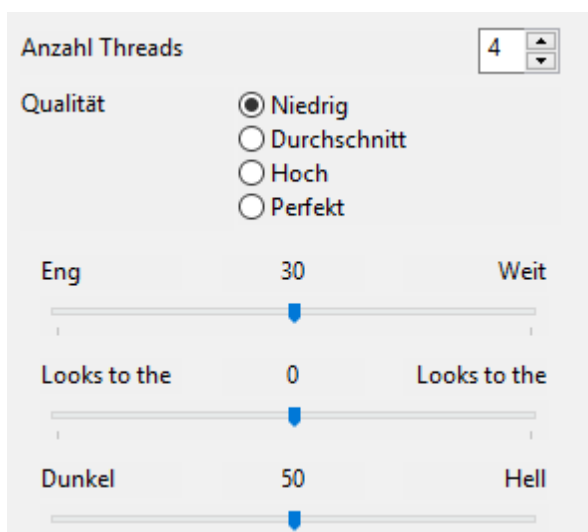 Anzahl Threads 4
Qualität Niedrig
Durchschnitt
Hoch
Perfekt
Eng 30 Weit
Looks to the 0 Looks to the
Dunkel 50 Hell